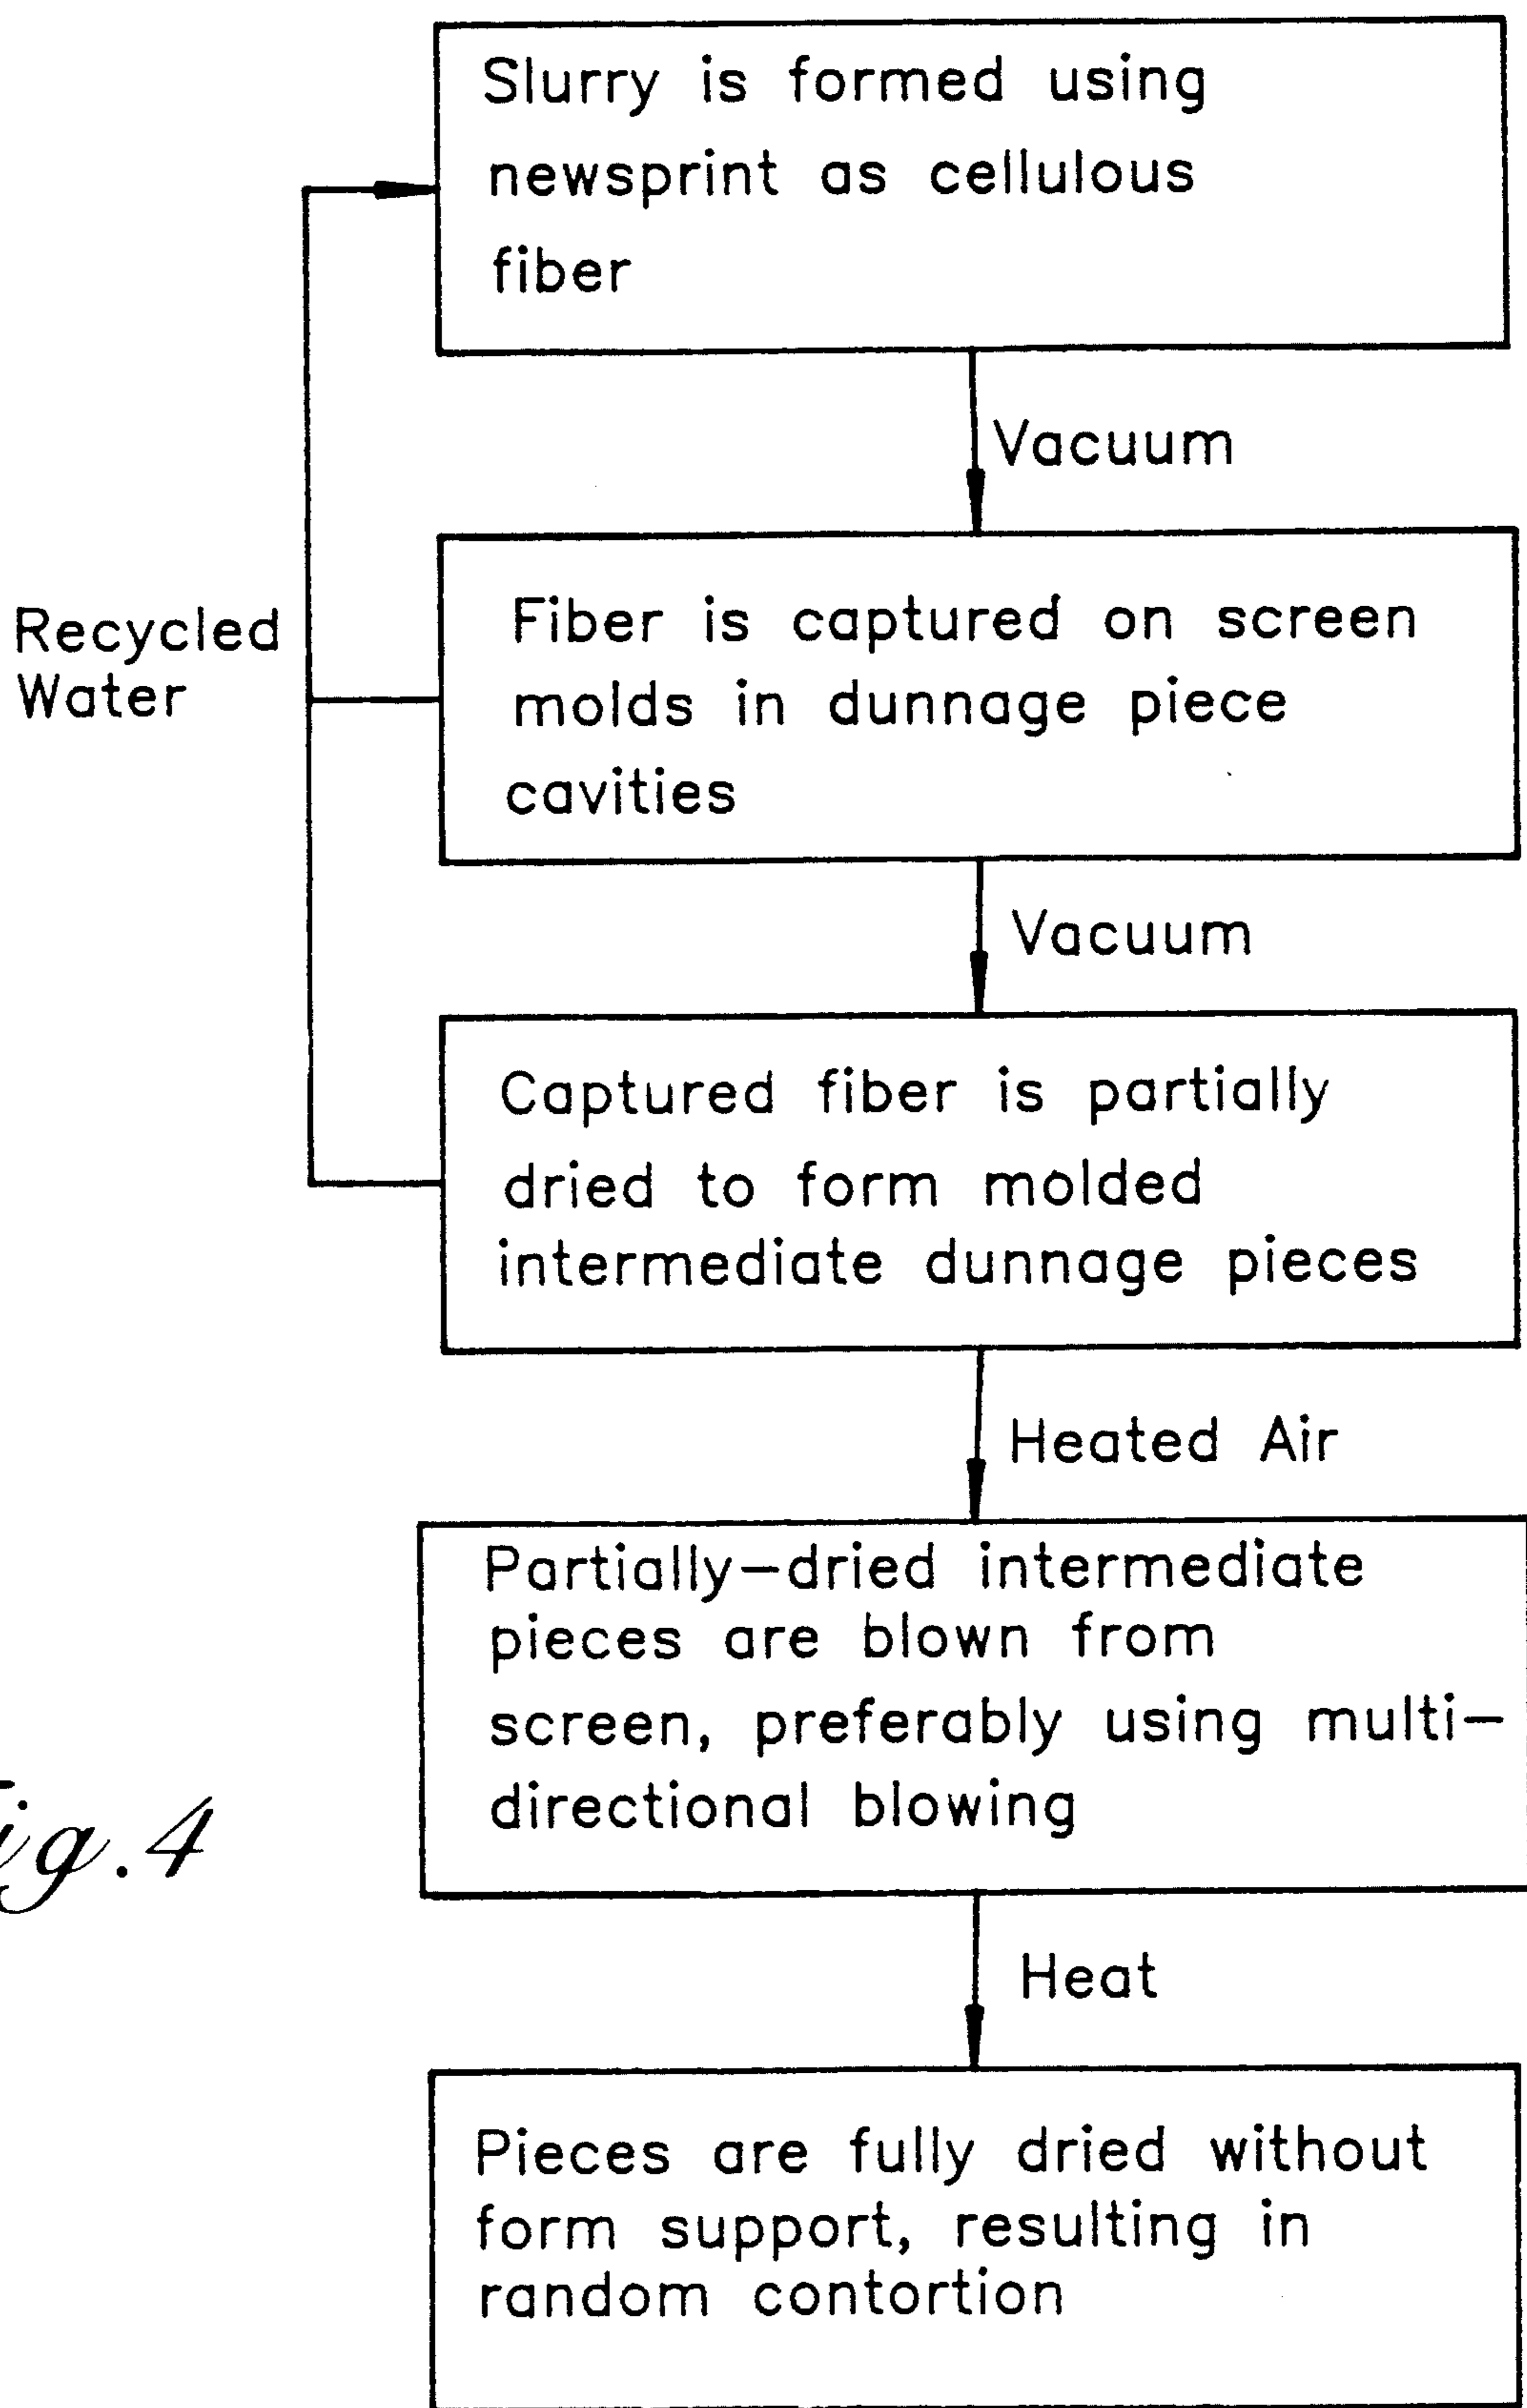 Slurry is formed using
newsprint as cellulous
fiber
Vacuum
Recycled
Water
Fiber is captured on screen
molds in dunnage piece
cavities
Vacuum
Captured fiber is partially
dried to form molded
intermediate dunnage pieces
Heated Air
Partially-dried intermediate
pieces are blown from
screen, preferably using multi-
directional blowing
Heat
Pieces are fully dried without
form support, resulting in
random contortion
Fig.4